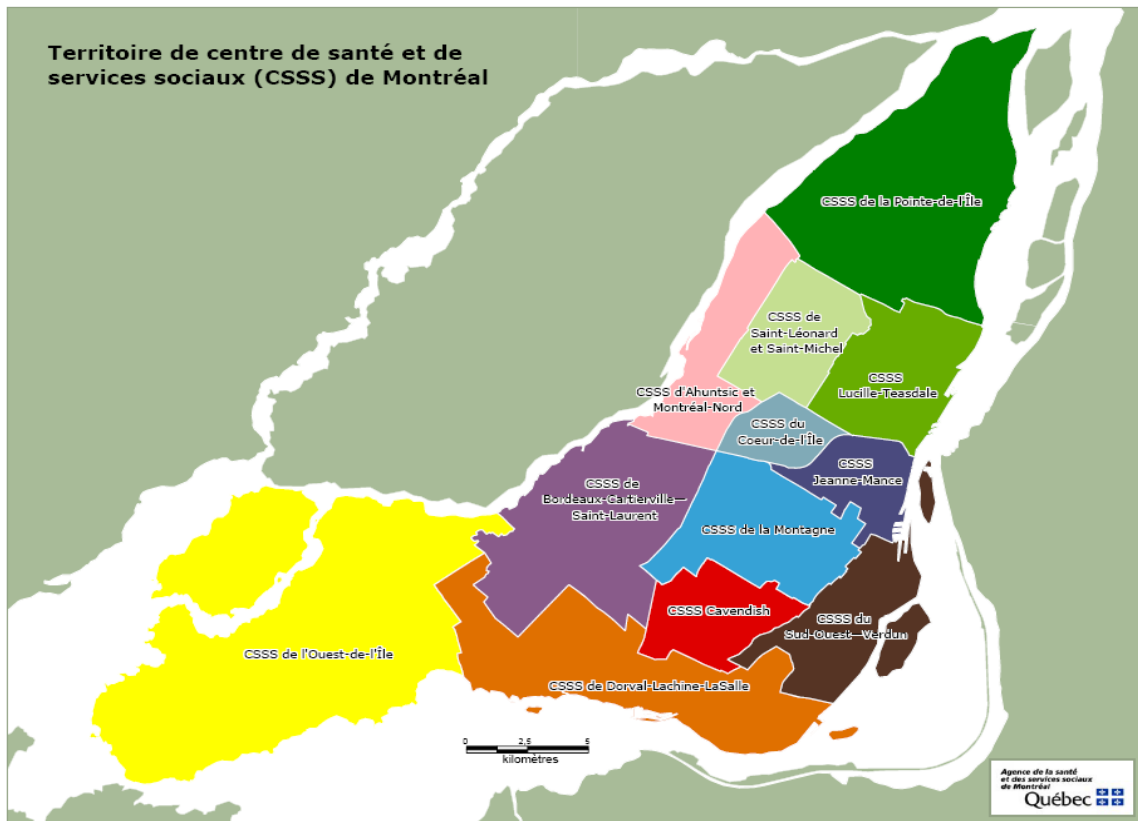 Territoire de centre de santé et de
services sociaux (CSSS) de Montréal
CSSS de la Pointe-de-l'Île
CSSS de
Saint-Léonard
et Saint-Michel
CSSS
Lucille-Teasdale
CSSS d'Ahuntsic et
Montréal-Nord
CSSS du
Coeur-de-l'Île
CSSS
Jeanne-Mance
CSSS de
Bordeaux-Cartierville—
Saint-Laurent
CSSS de la Montagne
CSSS Cavendish
CSSS du
Sud-Ouest—Verdun
CSSS de l'Ouest-de-l'Île
CSSS de Dorval-Lachine-LaSalle
0 2,5 5
kilomètres
Agence de la santé
et des services sociaux
de Montréal
Québec